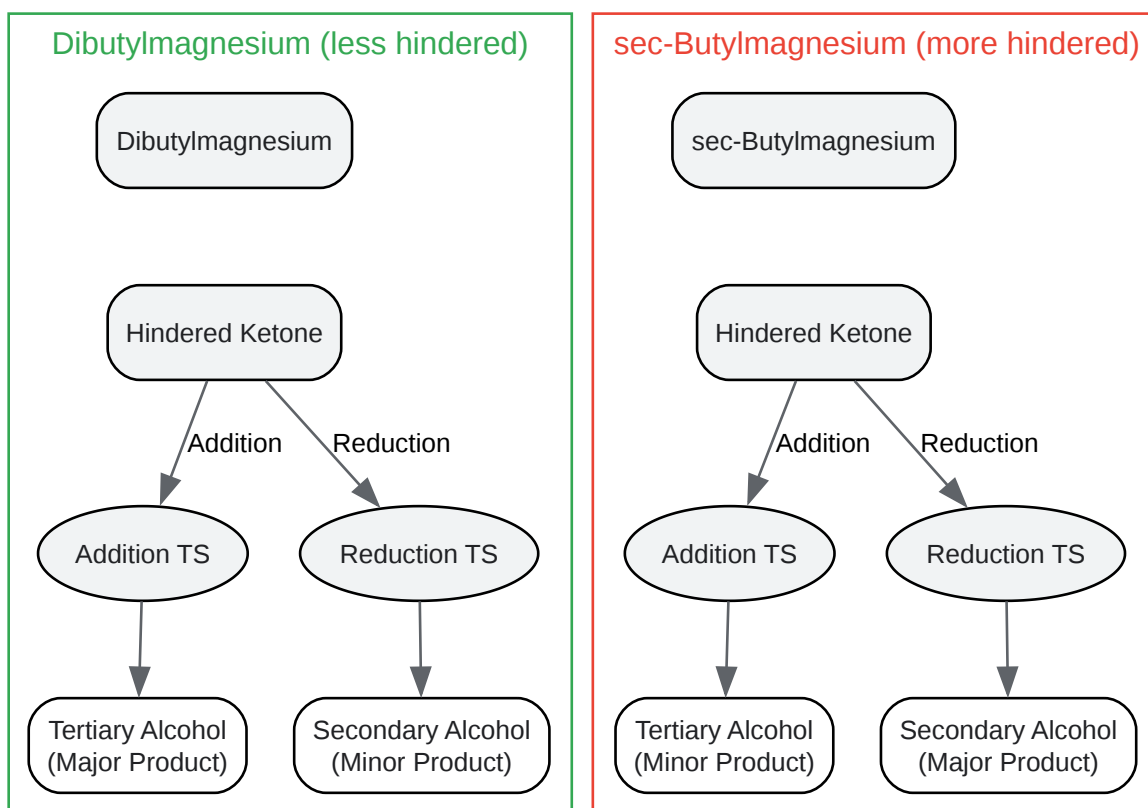 Dibutylmagnesium (less hindered)
Dibutylmagnesium
Hindered Ketone
Addition
Reduction
Addition TS
Reduction TS
Tertiary Alcohol
(Major Product)
Secondary Alcohol
(Minor Product)
sec-Butylmagnesium (more hindered)
sec-Butylmagnesium
Hindered Ketone
Addition
Reduction
Addition TS
Reduction TS
Tertiary Alcohol
(Minor Product)
Secondary Alcohol
(Major Product)